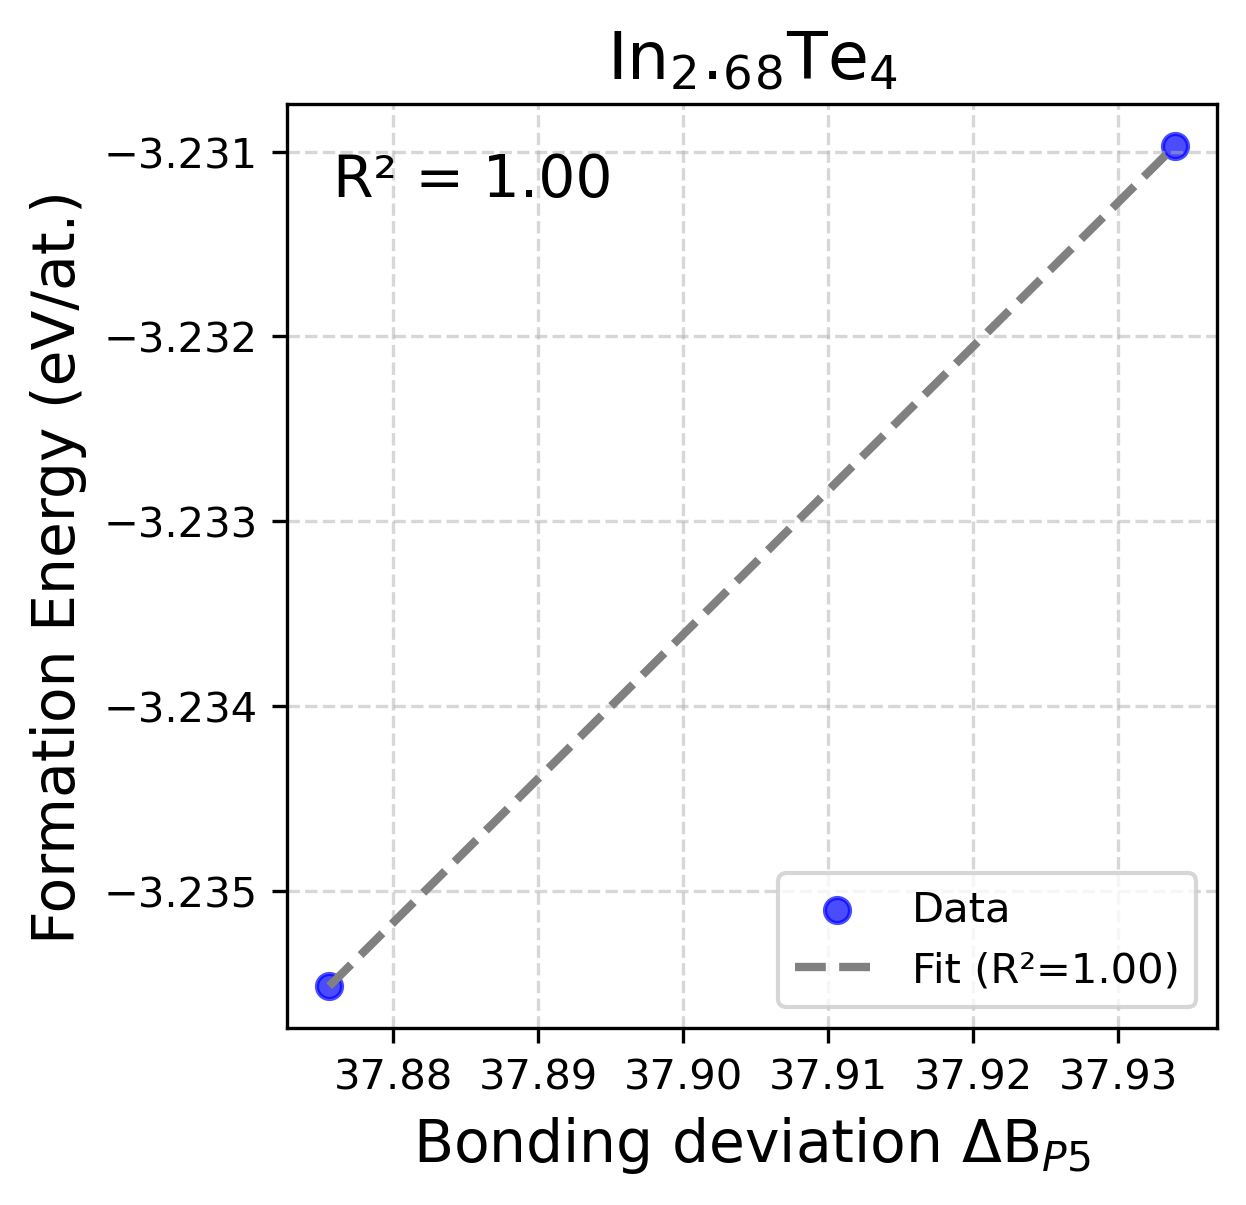 In₂.₆₈Te₄
R² = 1.00
Formation Energy (eV/at.)
−3.231
−3.232
−3.233
−3.234
−3.235
Data
Fit (R²=1.00)
37.88 37.89 37.90 37.91 37.92 37.93
Bonding deviation ΔB_P5